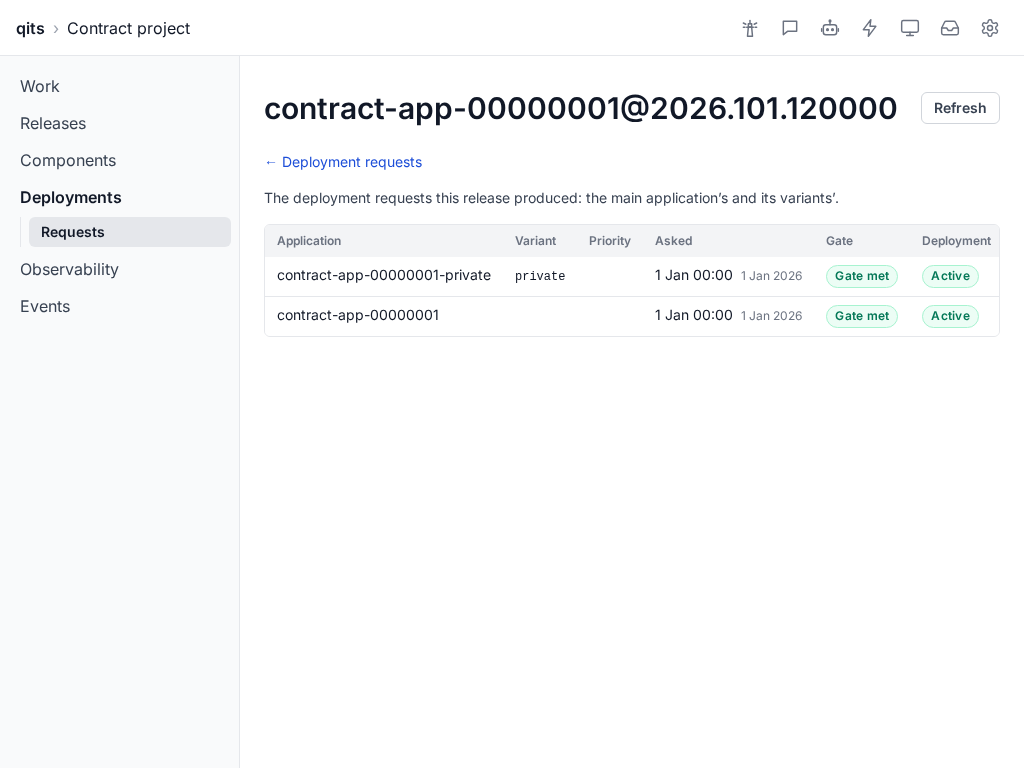 qits › Contract project
Work
Releases
Components
Deployments
Requests
Observability
Events
contract-app-00000001@2026.101.120000
Refresh
← Deployment requests
The deployment requests this release produced: the main application’s and its variants’.
Application Variant Priority Asked Gate Deployment
contract-app-00000001-private private 1 Jan 00:00 1 Jan 2026 Gate met Active
contract-app-00000001 1 Jan 00:00 1 Jan 2026 Gate met Active